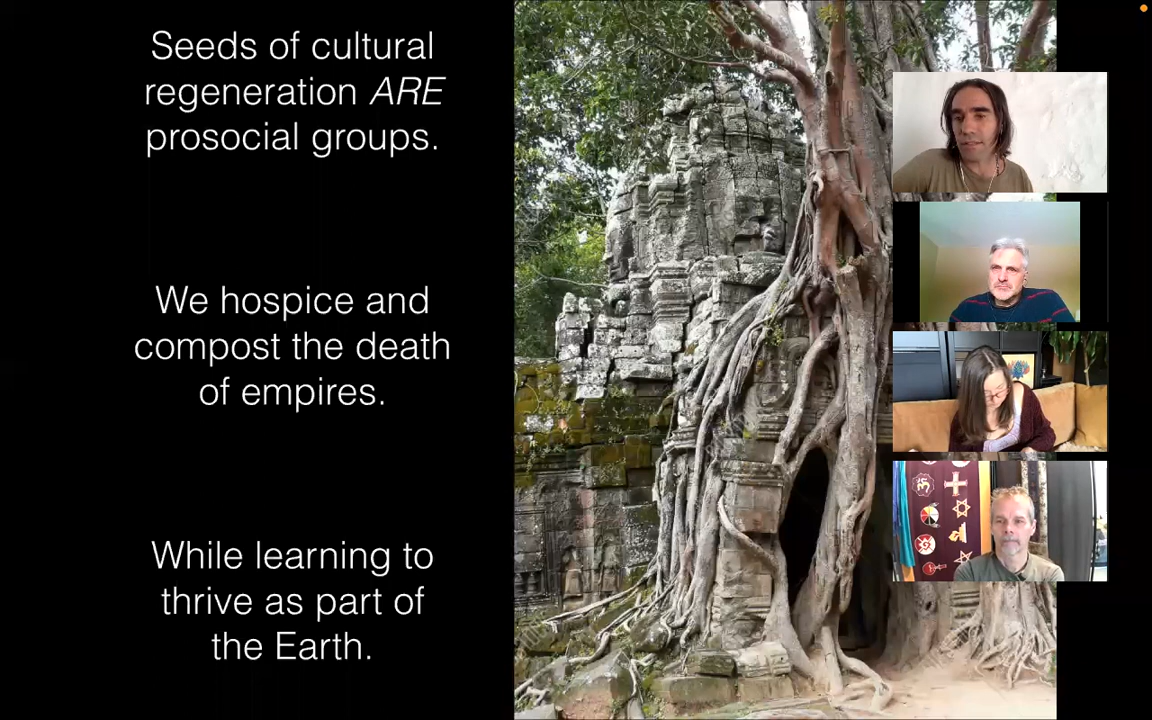 Seeds of cultural
regeneration ARE
prosocial groups.
We hospice and
compost the death
of empires.
While learning to
thrive as part of
the Earth.